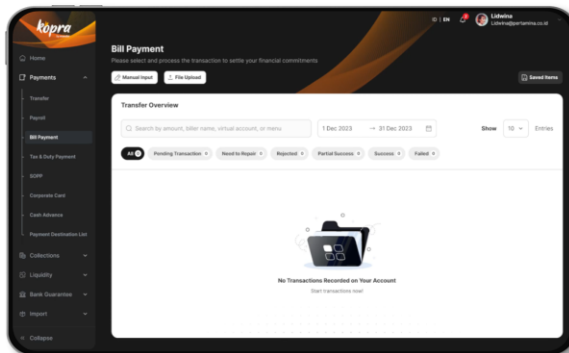 kopra
EN
Lidwina
Lidwina@pertamina.co.id
Home
Payments
Transfer
Payroll
Bill Payment
Tax & Duty Payment
SOPP
Corporate Card
Cash Advance
Payment Destination List
Collections
Liquidity
Bank Guarantee
Import
Collapse
Bill Payment
Please select and process the transaction to settle your financial commitments
Manual Input
File Upload
Saved Items
Transfer Overview
Search by amount, biller name, virtual account, or menu
1 Dec 2023 → 31 Dec 2023
Show 10 Entries
All
Pending Transaction
Need to Repair
Rejected
Partial Success
Success
Failed
No Transactions Recorded on Your Account
Start transactions now!